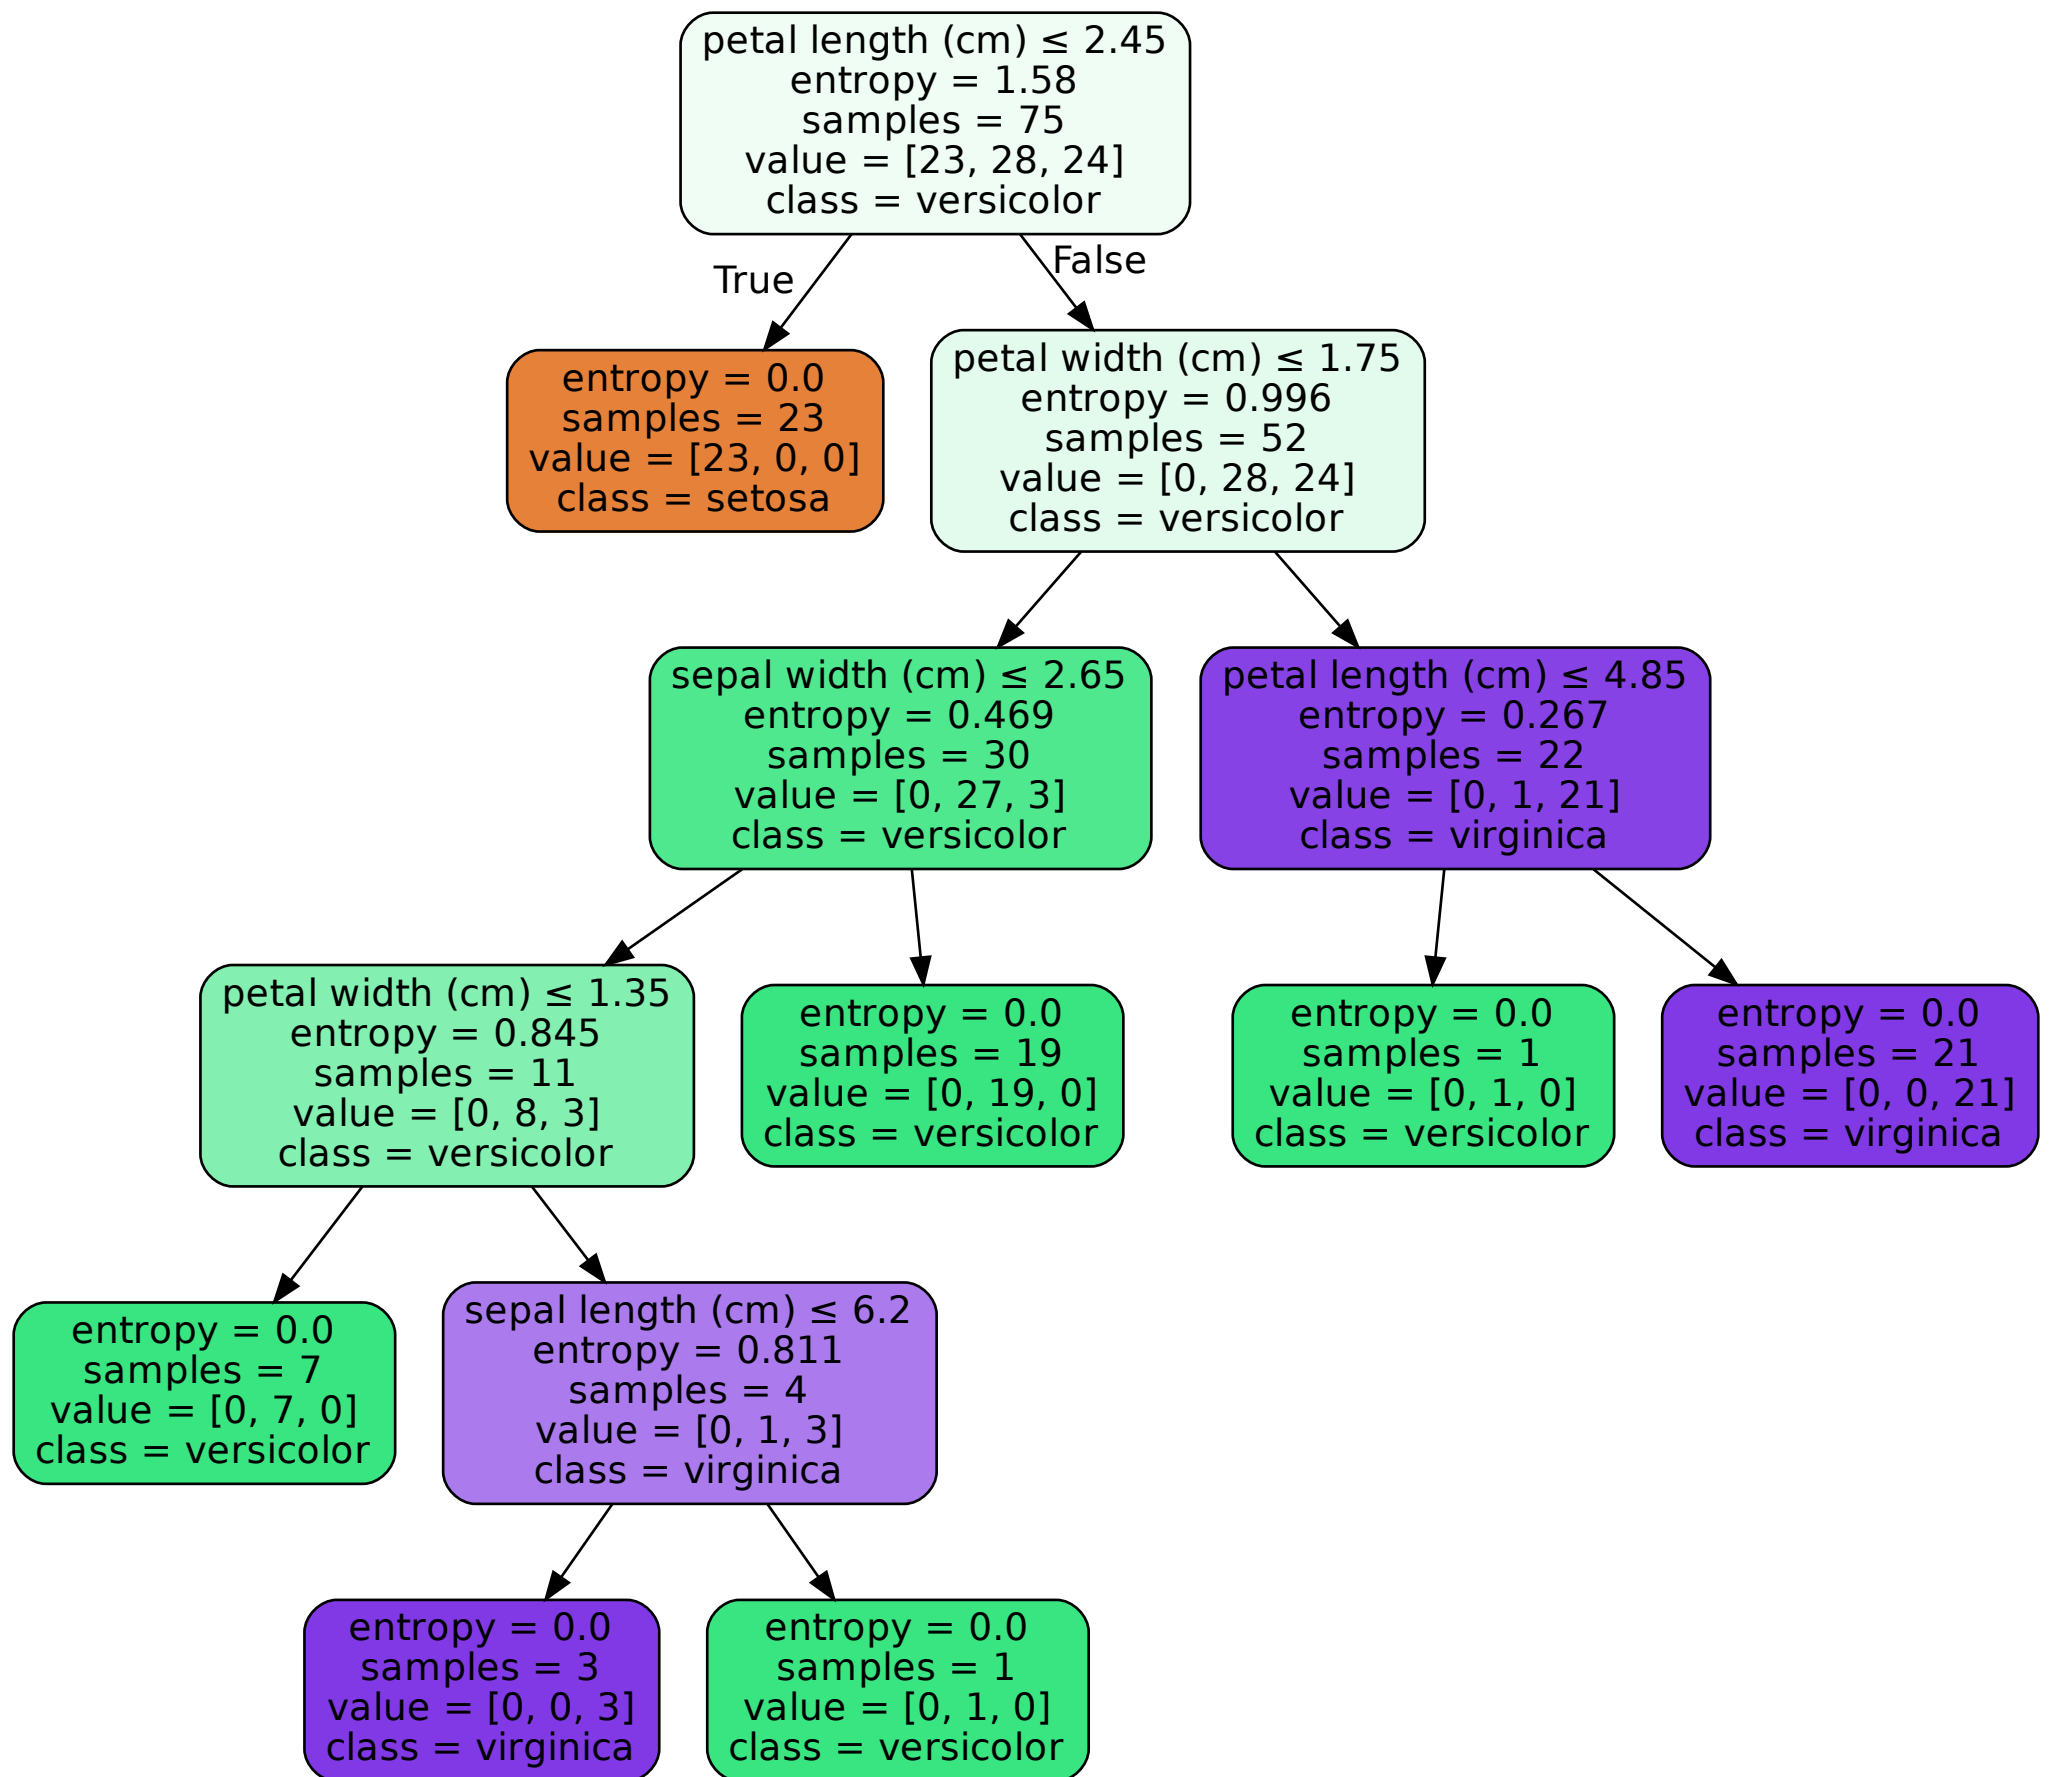 petal length (cm) ≤ 2.45
entropy = 1.58
samples = 75
value = [23, 28, 24]
class = versicolor
True
False
entropy = 0.0
samples = 23
value = [23, 0, 0]
class = setosa
petal width (cm) ≤ 1.75
entropy = 0.996
samples = 52
value = [0, 28, 24]
class = versicolor
sepal width (cm) ≤ 2.65
entropy = 0.469
samples = 30
value = [0, 27, 3]
class = versicolor
petal length (cm) ≤ 4.85
entropy = 0.267
samples = 22
value = [0, 1, 21]
class = virginica
petal width (cm) ≤ 1.35
entropy = 0.845
samples = 11
value = [0, 8, 3]
class = versicolor
entropy = 0.0
samples = 19
value = [0, 19, 0]
class = versicolor
entropy = 0.0
samples = 1
value = [0, 1, 0]
class = versicolor
entropy = 0.0
samples = 21
value = [0, 0, 21]
class = virginica
entropy = 0.0
samples = 7
value = [0, 7, 0]
class = versicolor
sepal length (cm) ≤ 6.2
entropy = 0.811
samples = 4
value = [0, 1, 3]
class = virginica
entropy = 0.0
samples = 3
value = [0, 0, 3]
class = virginica
entropy = 0.0
samples = 1
value = [0, 1, 0]
class = versicolor